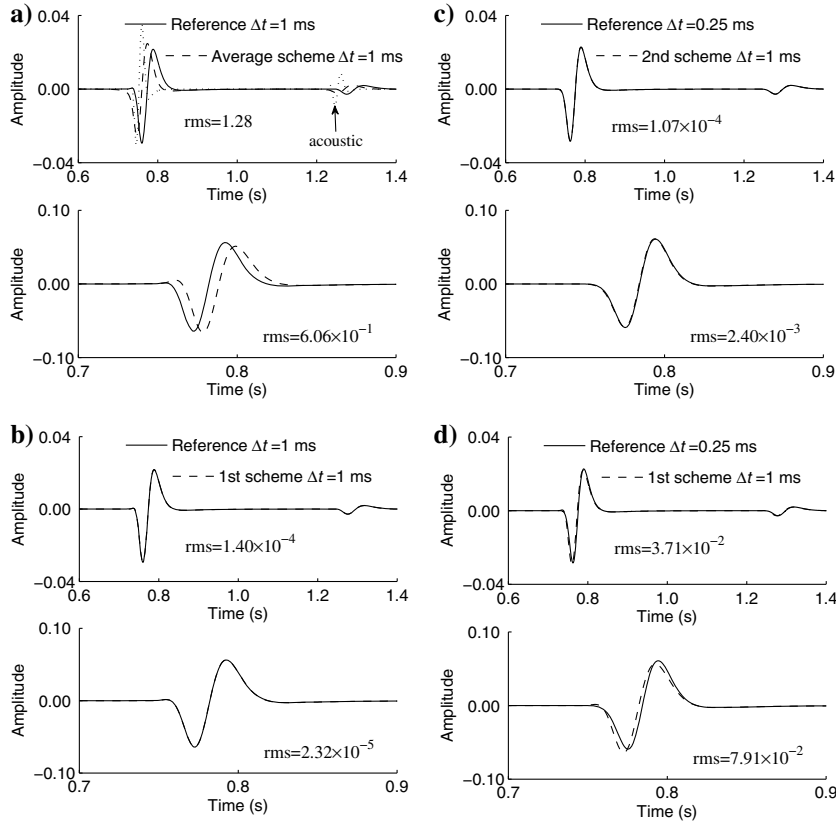 a)
Reference Δt=1 ms
Average scheme Δt=1 ms
0.04
0.00
−0.04
Amplitude
rms=1.28
acoustic
0.6 0.8 1.0 1.2 1.4
Time (s)
0.10
0.00
−0.10
Amplitude
rms=6.06×10−1
0.7 0.8 0.9
Time (s)
b)
Reference Δt=1 ms
1st scheme Δt=1 ms
0.04
0.00
−0.04
Amplitude
rms=1.40×10−4
0.6 0.8 1.0 1.2 1.4
Time (s)
0.10
0.00
−0.10
Amplitude
rms=2.32×10−5
0.7 0.8 0.9
Time (s)
c)
Reference Δt=0.25 ms
2nd scheme Δt=1 ms
0.04
0.00
−0.04
Amplitude
rms=1.07×10−4
0.6 0.8 1.0 1.2 1.4
Time (s)
0.10
0.00
−0.10
Amplitude
rms=2.40×10−3
0.7 0.8 0.9
Time (s)
d)
Reference Δt=0.25 ms
1st scheme Δt=1 ms
0.04
0.00
−0.04
Amplitude
rms=3.71×10−2
0.6 0.8 1.0 1.2 1.4
Time (s)
0.10
0.00
−0.10
Amplitude
rms=7.91×10−2
0.7 0.8 0.9
Time (s)